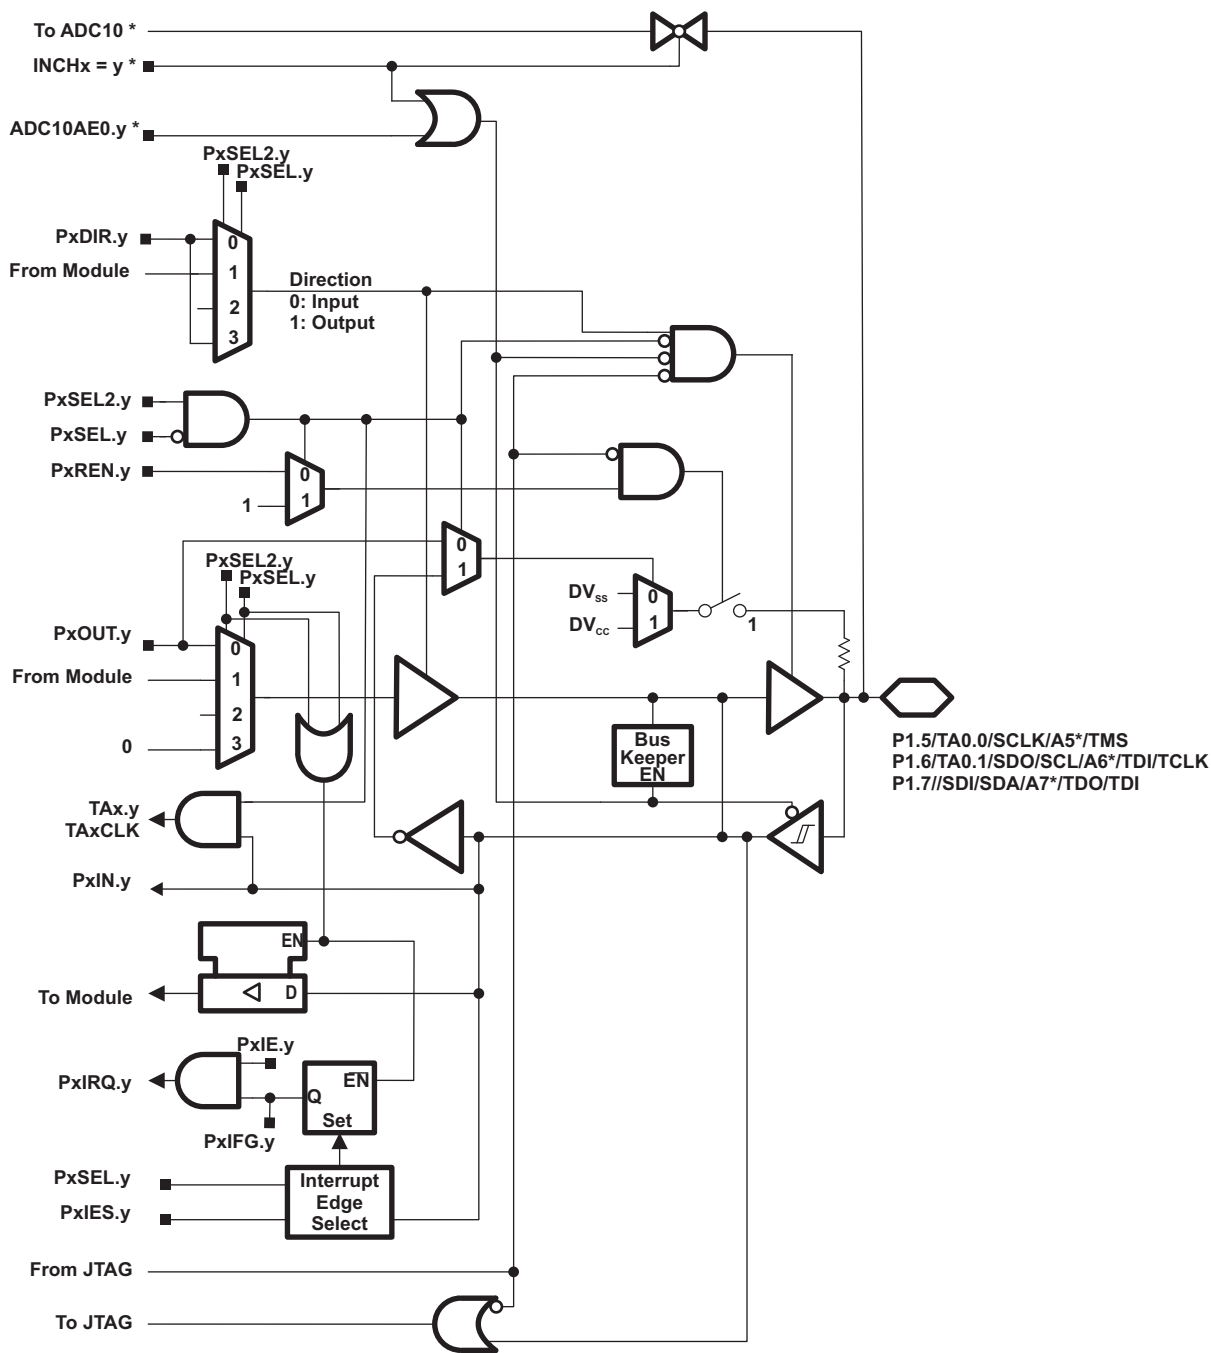 To ADC10 *
INCHx = y *
ADC10AE0.y *
PxSEL2.y
PxSEL.y
PxDIR.y
From Module
0
1
2
3
Direction
0: Input
1: Output
PxSEL2.y
PxSEL.y
PxREN.y
0
1
1
0
1
PxSEL2.y
PxSEL.y
DVSS
DVCC
0
1
1
PxOUT.y
From Module
0
0
1
2
3
Bus
Keeper
EN
P1.5/TA0.0/SCLK/A5*/TMS
P1.6/TA0.1/SDO/SCL/A6*/TDI/TCLK
P1.7//SDI/SDA/A7*/TDO/TDI
TAx.y
TAxCLK
PxIN.y
EN
To Module
D
PxIE.y
PxIRQ.y
EN
Q
Set
PxIFG.y
PxSEL.y
PxIES.y
Interrupt
Edge
Select
From JTAG
To JTAG